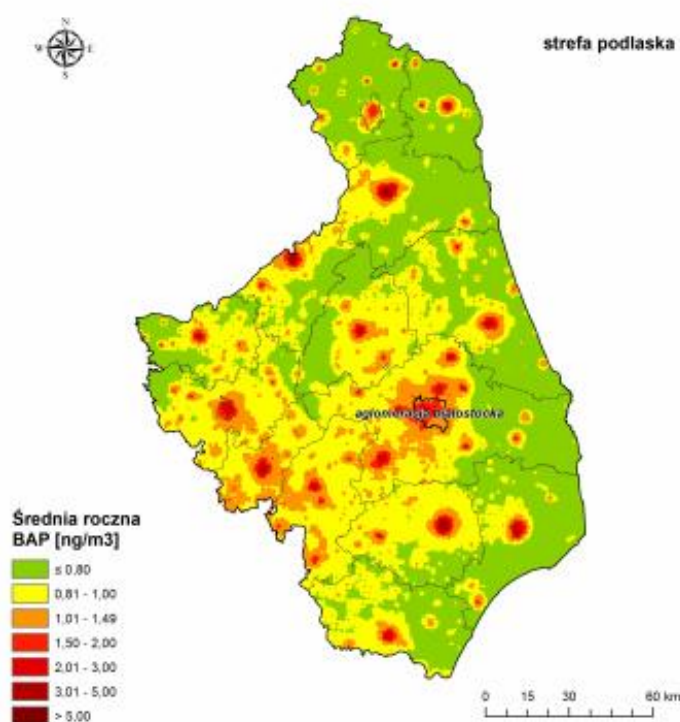 N
W E
S
strefa podlaska
aglomeracja białostocka
Średnia roczna
BAP [ng/m3]
≤ 0,80
0,81 - 1,00
1,01 - 1,49
1,50 - 2,00
2,01 - 3,00
3,01 - 5,00
> 5,00
0 15 30 60 km